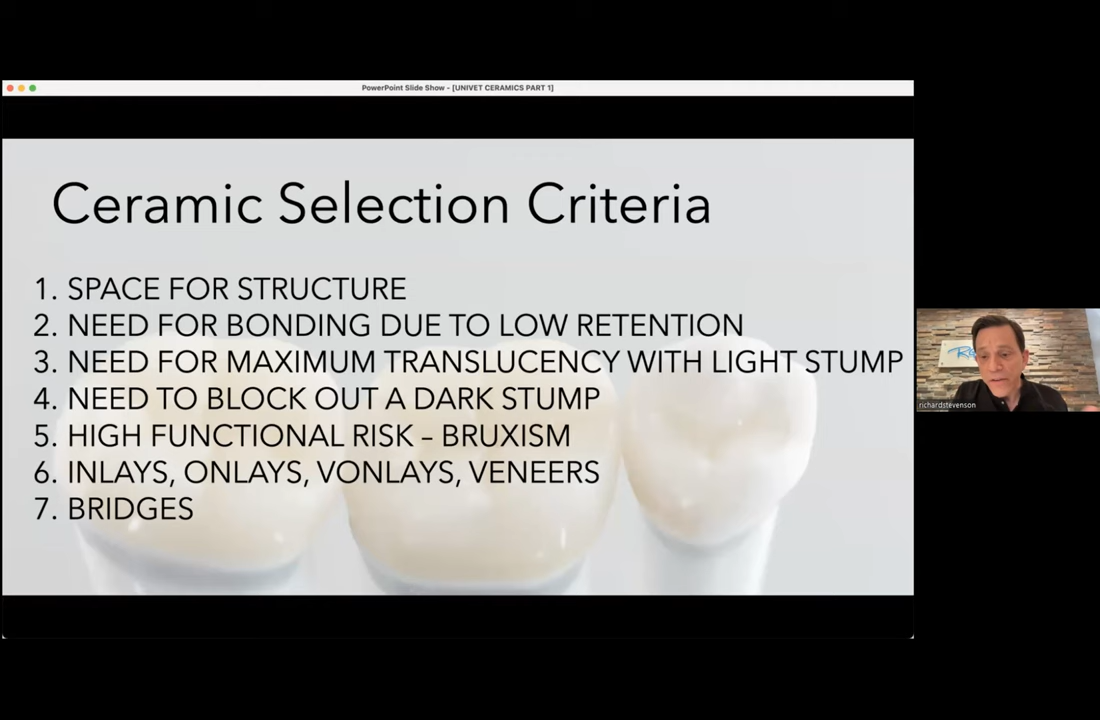 PowerPoint Slide Show - [UNIVET CERAMICS PART 1]
Ceramic Selection Criteria
1. SPACE FOR STRUCTURE
2. NEED FOR BONDING DUE TO LOW RETENTION
3. NEED FOR MAXIMUM TRANSLUCENCY WITH LIGHT STUMP
4. NEED TO BLOCK OUT A DARK STUMP
5. HIGH FUNCTIONAL RISK – BRUXISM
6. INLAYS, ONLAYS, VONLAYS, VENEERS
7. BRIDGES
richardstevenson